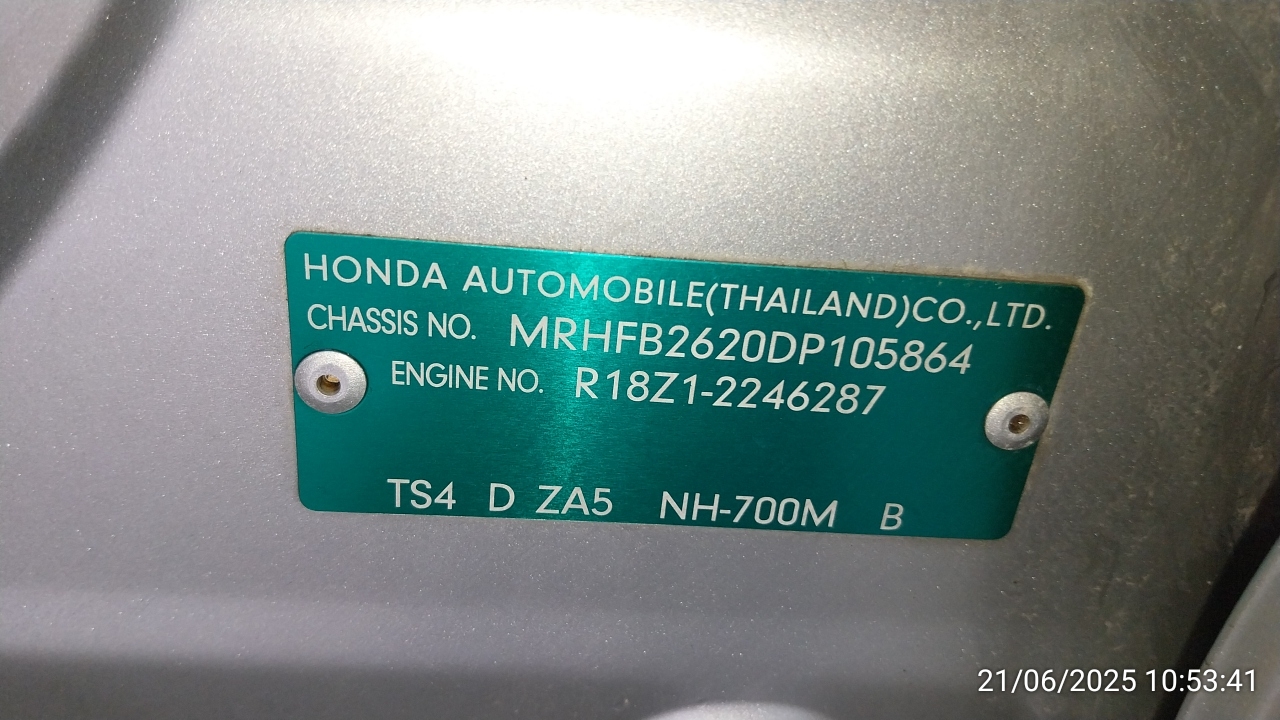 HONDA AUTOMOBILE(THAILAND)CO.,LTD.
CHASSIS NO. MRHFB2620DP105864
ENGINE NO. R18Z1-2246287
TS4 D ZA5 NH-700M B
21/06/2025 10:53:41